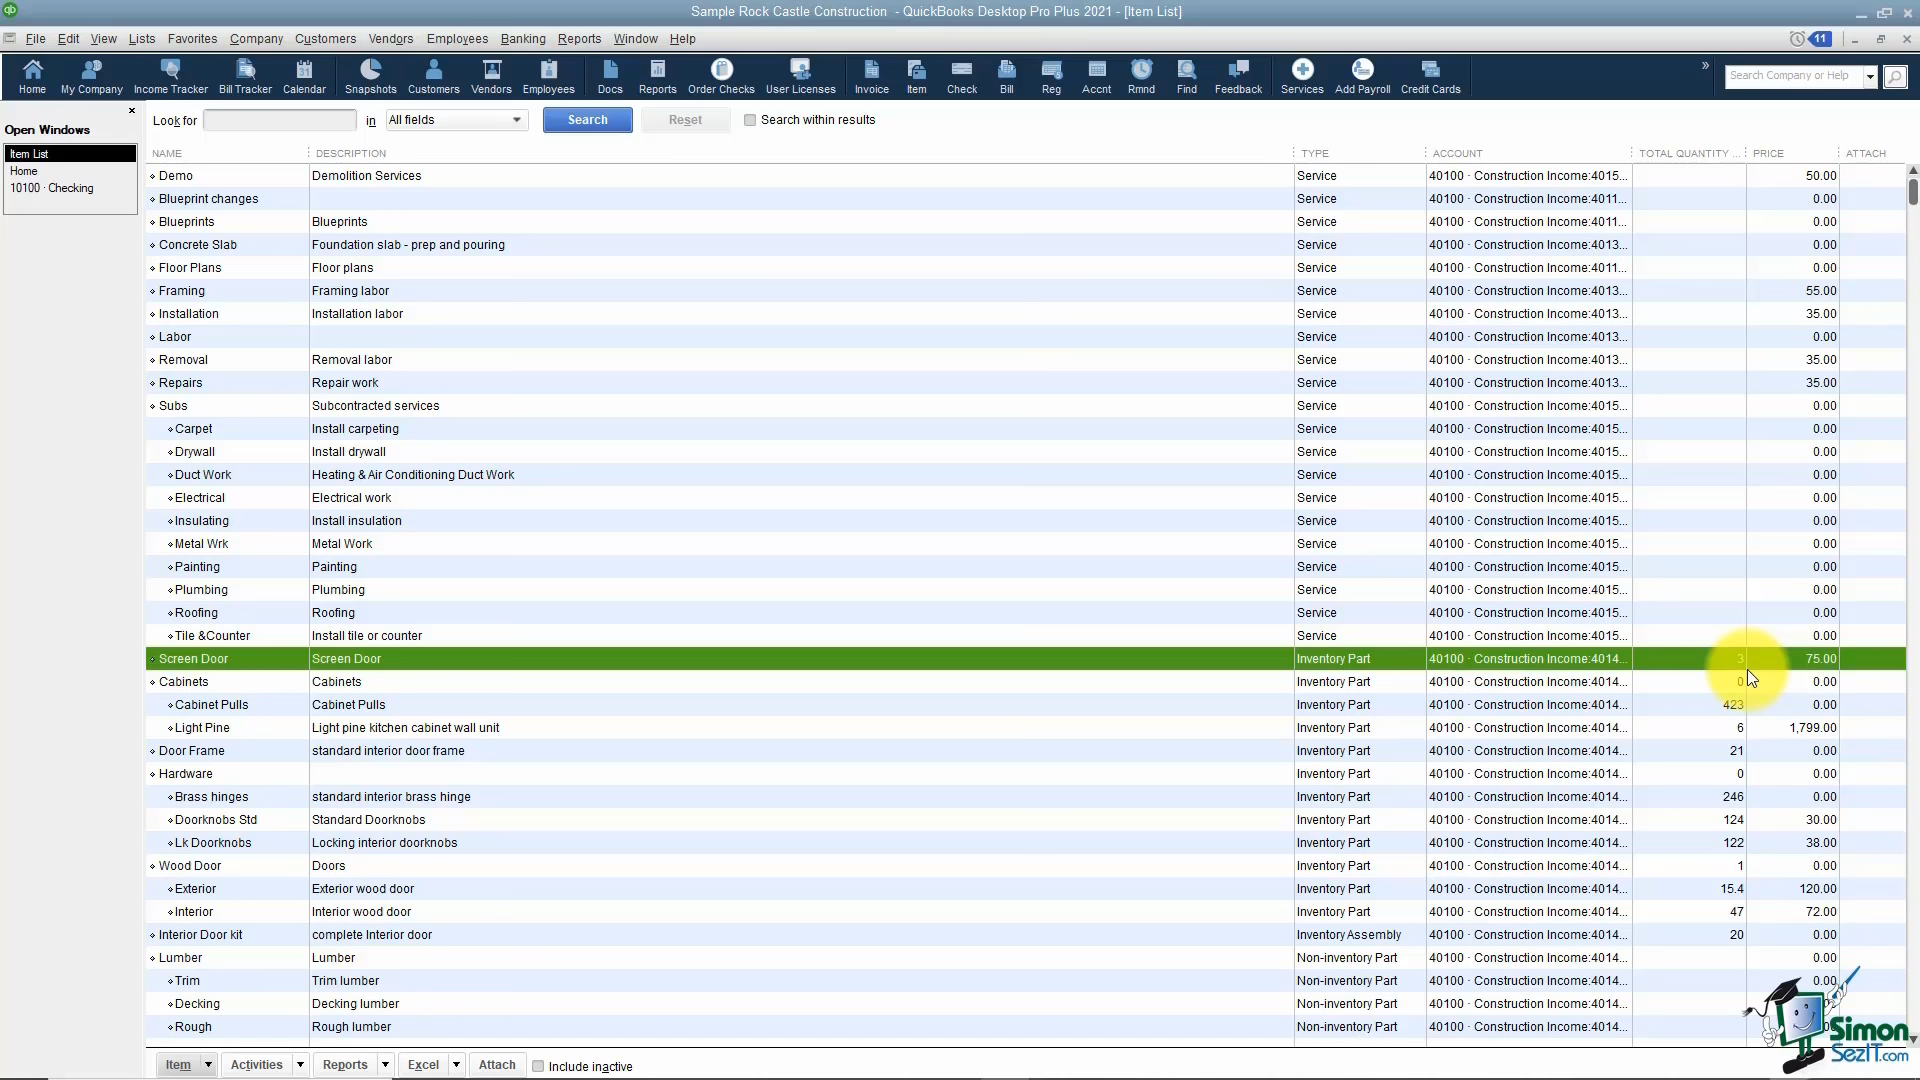 Sample Rock Castle Construction - QuickBooks Desktop Pro Plus 2021 - [Item List]
File Edit View Lists Favorites Company Customers Vendors Employees Banking Reports Window Help 11
Home My Company Income Tracker Bill Tracker Calendar Snapshots Customers Vendors Employees Docs Reports Order Checks User Licenses Invoice Item Check Bill Reg Accnt Rmnd Find Feedback Services Add Payroll Credit Cards » Search Company or Help
Open Windows
Item List
Home
10100 · Checking
Look for in All fields Search Reset Search within results
NAME DESCRIPTION TYPE ACCOUNT TOTAL QUANTITY ... PRICE ATTACH
Demo Demolition Services Service 40100 · Construction Income:4015... 50.00
Blueprint changes Service 40100 · Construction Income:4011... 0.00
Blueprints Blueprints Service 40100 · Construction Income:4011... 0.00
Concrete Slab Foundation slab - prep and pouring Service 40100 · Construction Income:4013... 0.00
Floor Plans Floor plans Service 40100 · Construction Income:4011... 0.00
Framing Framing labor Service 40100 · Construction Income:4013... 55.00
Installation Installation labor Service 40100 · Construction Income:4013... 35.00
Labor Service 40100 · Construction Income:4013... 0.00
Removal Removal labor Service 40100 · Construction Income:4013... 35.00
Repairs Repair work Service 40100 · Construction Income:4013... 35.00
Subs Subcontracted services Service 40100 · Construction Income:4015... 0.00
Carpet Install carpeting Service 40100 · Construction Income:4015... 0.00
Drywall Install drywall Service 40100 · Construction Income:4015... 0.00
Duct Work Heating & Air Conditioning Duct Work Service 40100 · Construction Income:4015... 0.00
Electrical Electrical work Service 40100 · Construction Income:4015... 0.00
Insulating Install insulation Service 40100 · Construction Income:4015... 0.00
Metal Wrk Metal Work Service 40100 · Construction Income:4015... 0.00
Painting Painting Service 40100 · Construction Income:4015... 0.00
Plumbing Plumbing Service 40100 · Construction Income:4015... 0.00
Roofing Roofing Service 40100 · Construction Income:4015... 0.00
Tile &Counter Install tile or counter Service 40100 · Construction Income:4015... 0.00
Screen Door Screen Door Inventory Part 40100 · Construction Income:4014... 3 75.00
Cabinets Cabinets Inventory Part 40100 · Construction Income:4014... 0 0.00
Cabinet Pulls Cabinet Pulls Inventory Part 40100 · Construction Income:4014... 423 0.00
Light Pine Light pine kitchen cabinet wall unit Inventory Part 40100 · Construction Income:4014... 6 1,799.00
Door Frame standard interior door frame Inventory Part 40100 · Construction Income:4014... 21 0.00
Hardware Inventory Part 40100 · Construction Income:4014... 0 0.00
Brass hinges standard interior brass hinge Inventory Part 40100 · Construction Income:4014... 246 0.00
Doorknobs Std Standard Doorknobs Inventory Part 40100 · Construction Income:4014... 124 30.00
Lk Doorknobs Locking interior doorknobs Inventory Part 40100 · Construction Income:4014... 122 38.00
Wood Door Doors Inventory Part 40100 · Construction Income:4014... 1 0.00
Exterior Exterior wood door Inventory Part 40100 · Construction Income:4014... 15.4 120.00
Interior Interior wood door Inventory Part 40100 · Construction Income:4014... 47 72.00
Interior Door kit complete Interior door Inventory Assembly 40100 · Construction Income:4014... 20 0.00
Lumber Lumber Non-inventory Part 40100 · Construction Income:4014... 0.00
Trim Trim lumber Non-inventory Part 40100 · Construction Income:4014... 0.00
Decking Decking lumber Non-inventory Part 40100 · Construction Income:4014...
Rough Rough lumber Non-inventory Part 40100 · Construction Income:4014...
Simon
SezIT.com
Item Activities Reports Excel Attach Include inactive